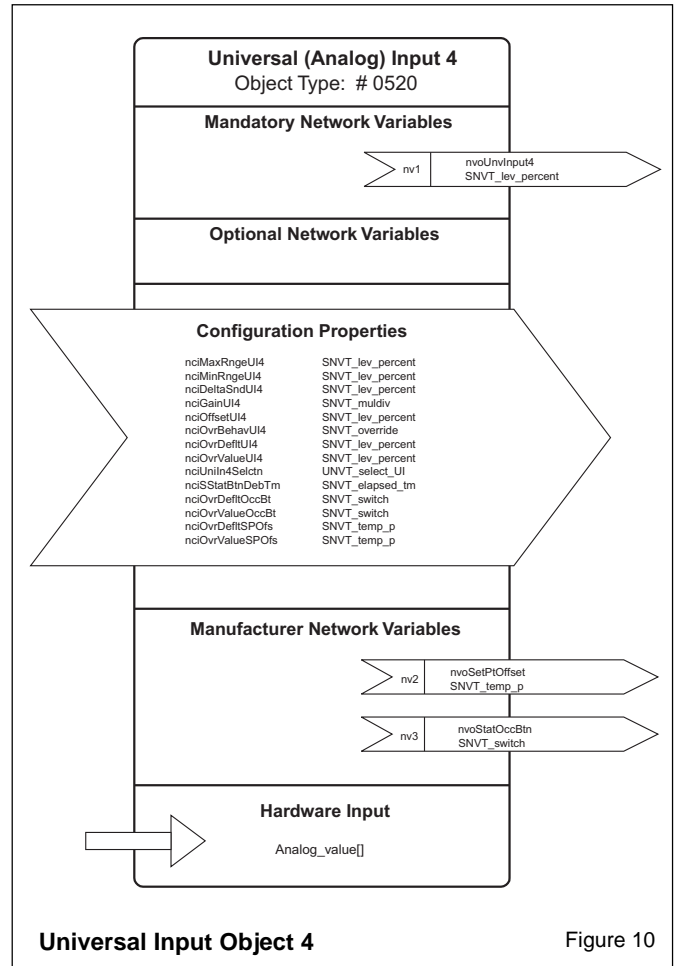 Universal (Analog) Input 4
Object Type: # 0520
Mandatory Network Variables
nv1
nvoUnvInput4
SNVT_lev_percent
Optional Network Variables
Configuration Properties
nciMaxRngeUI4 SNVT_lev_percent
nciMinRngeUI4 SNVT_lev_percent
nciDeltaSndUI4 SNVT_lev_percent
nciGainUI4 SNVT_muldiv
nciOffsetUI4 SNVT_lev_percent
nciOvrBehavUI4 SNVT_override
nciOvrDefltUI4 SNVT_lev_percent
nciOvrValueUI4 SNVT_lev_percent
nciUniIn4Selctn UNVT_select_UI
nciSStatBtnDebTm SNVT_elapsed_tm
nciOvrDefltOccBt SNVT_switch
nciOvrValueOccBt SNVT_switch
nciOvrDefltSPOfs SNVT_temp_p
nciOvrValueSPOfs SNVT_temp_p
Manufacturer Network Variables
nv2
nvoSetPtOffset
SNVT_temp_p
nv3
nvoStatOccBtn
SNVT_switch
Hardware Input
Analog_value[]
Universal Input Object 4 Figure 10